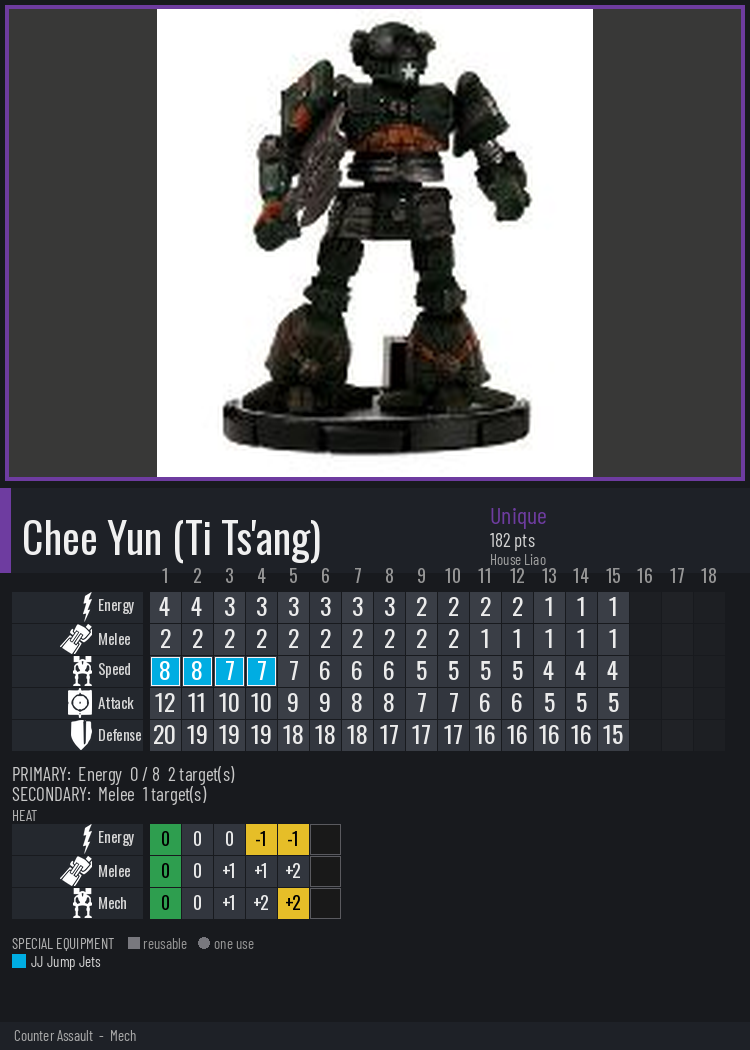 Chee Yun (Ti Ts'ang)
Unique
182 pts
House Liao
1 2 3 4 5 6 7 8 9 10 11 12 13 14 15 16 17 18
Energy 4 4 3 3 3 3 3 3 2 2 2 2 1 1 1
Melee 2 2 2 2 2 2 2 2 2 2 1 1 1 1 1
Speed 8 8 7 7 7 6 6 6 5 5 5 5 4 4 4
Attack 12 11 10 10 9 9 8 8 7 7 6 6 5 5 5
Defense 20 19 19 19 18 18 18 17 17 17 16 16 16 16 15
PRIMARY: Energy 0 / 8 2 target(s)
SECONDARY: Melee 1 target(s)
HEAT
Energy 0 0 0 -1 -1
Melee 0 0 +1 +1 +2
Mech 0 0 +1 +2 +2
SPECIAL EQUIPMENT reusable one use
JJ Jump Jets
Counter Assault - Mech